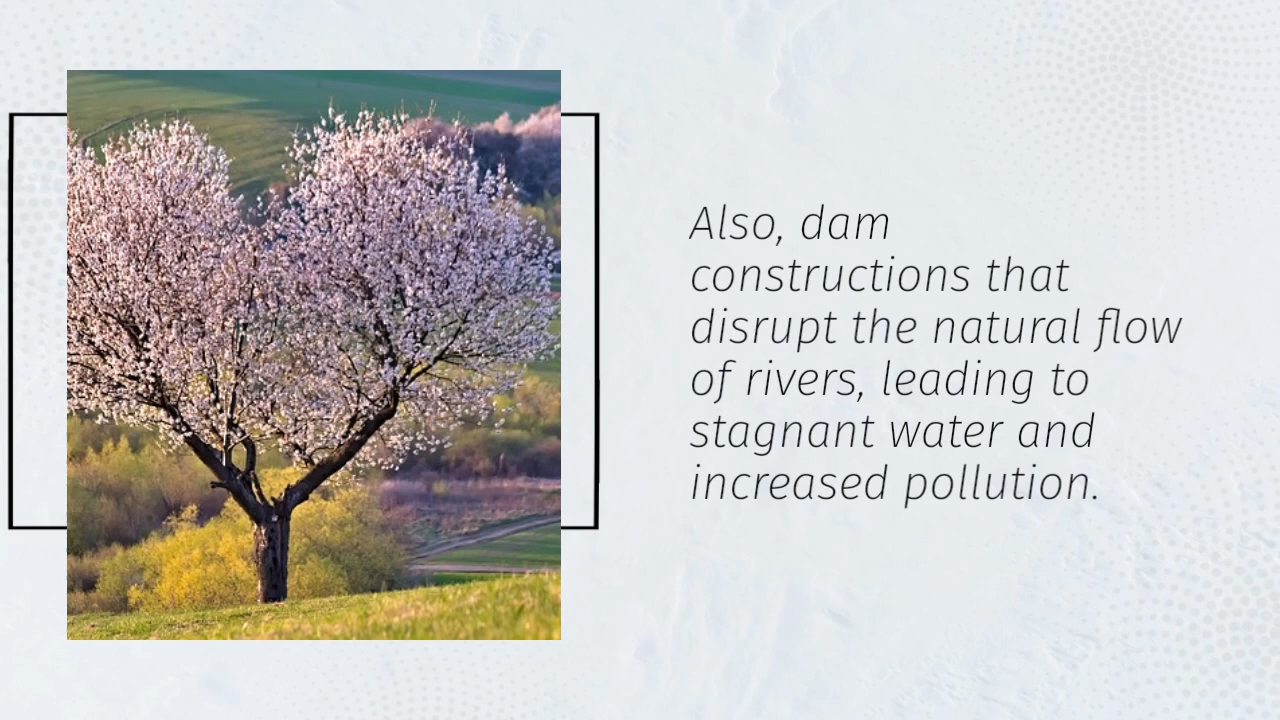 Also, dam
constructions that
disrupt the natural flow
of rivers, leading to
stagnant water and
increased pollution.